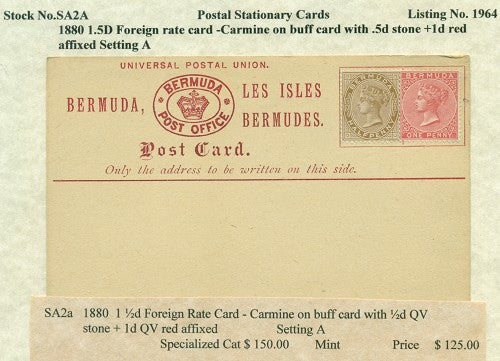 Stock No.SA2A Postal Stationary Cards Listing No. 1964
1880 1.5D Foreign rate card -Carmine on buff card with .5d stone +1d red
affixed Setting A
UNIVERSAL POSTAL UNION.
BERMUDA,
BERMUDA
POST OFFICE
LES ISLES
BERMUDES.
BERMUDA
HALFPENNY
BERMUDA
ONE PENNY
Post Card.
Only the address to be written on this side.
SA2a 1880 1 ½d Foreign Rate Card - Carmine on buff card with ½d QV
stone + 1d QV red affixed Setting A
Specialized Cat $ 150.00 Mint Price $ 125.00